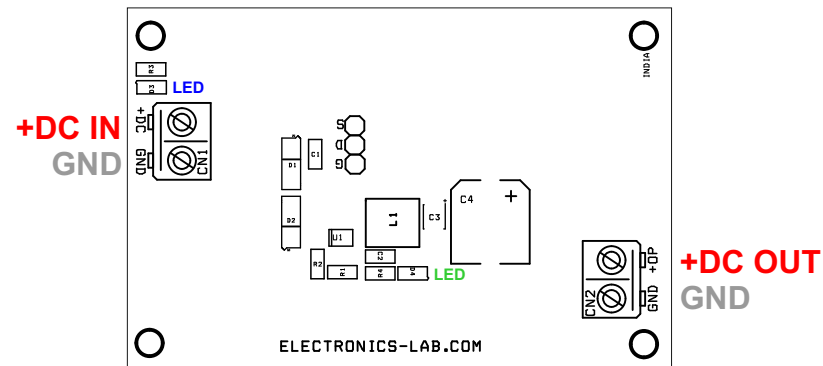 R3
INDIA
D3 LED
+DC IN
+DC
S
GND
GND
CN1
D
G
D1
C1
D2
L1
C3
C4
+
U1
R2
R1
C2
R4
D4
LED
+OP
+DC OUT
CN2
GND
GND
ELECTRONICS-LAB.COM